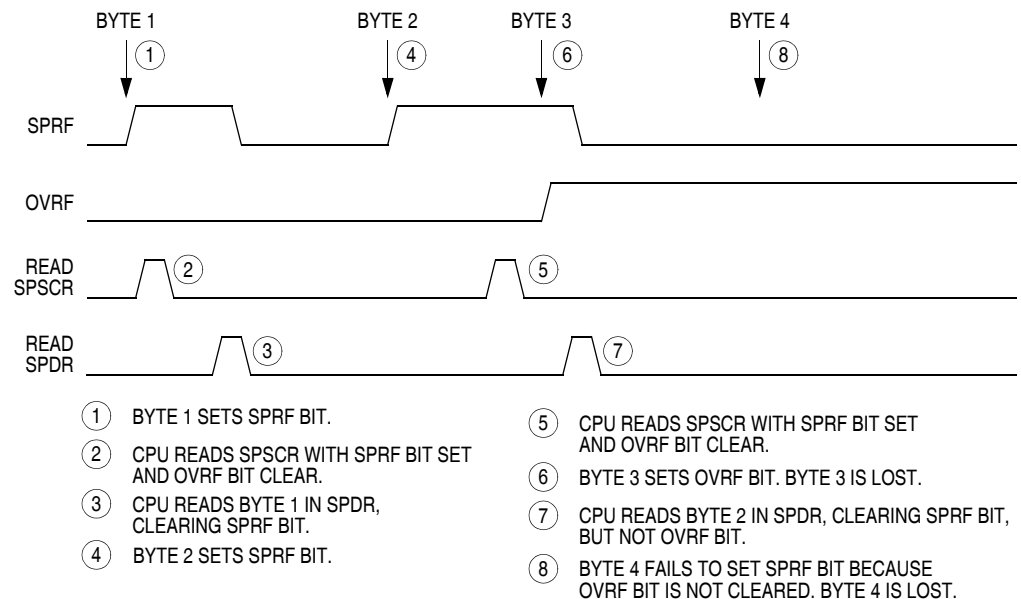 BYTE 1
BYTE 2
BYTE 3
BYTE 4
1
4
6
8
SPRF
OVRF
READ
SPSCR
2
5
READ
SPDR
3
7
1 BYTE 1 SETS SPRF BIT.
2 CPU READS SPSCR WITH SPRF BIT SET
AND OVRF BIT CLEAR.
3 CPU READS BYTE 1 IN SPDR,
CLEARING SPRF BIT.
4 BYTE 2 SETS SPRF BIT.
5 CPU READS SPSCR WITH SPRF BIT SET
AND OVRF BIT CLEAR.
6 BYTE 3 SETS OVRF BIT. BYTE 3 IS LOST.
7 CPU READS BYTE 2 IN SPDR, CLEARING SPRF BIT,
BUT NOT OVRF BIT.
8 BYTE 4 FAILS TO SET SPRF BIT BECAUSE
OVRF BIT IS NOT CLEARED. BYTE 4 IS LOST.